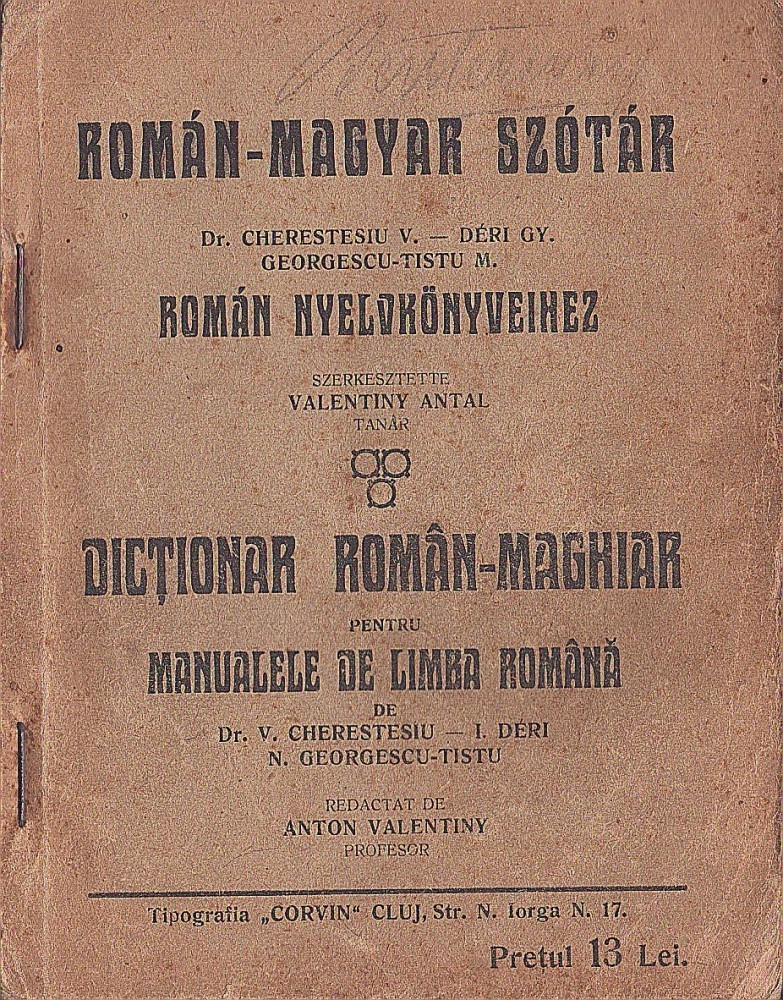 ROMÁN-MAGYAR SZÓTÁR
Dr. CHERESTESIU V. — DÉRI GY.
GEORGESCU-TISTU M.
ROMÁN NYELVKÖNYVEIHEZ
SZERKESZTETTE
VALENTINY ANTAL
TANÁR
DICȚIONAR ROMÂN-MAGHIAR
PENTRU
MANUALELE DE LIMBA ROMÂNĂ
DE
Dr. V. CHERESTESIU — I. DÉRI
N. GEORGESCU-TISTU
REDACTAT DE
ANTON VALENTINY
PROFESOR
Tipografia „CORVIN“ CLUJ, Str. N. Iorga N. 17.
Prețul 13 Lei.